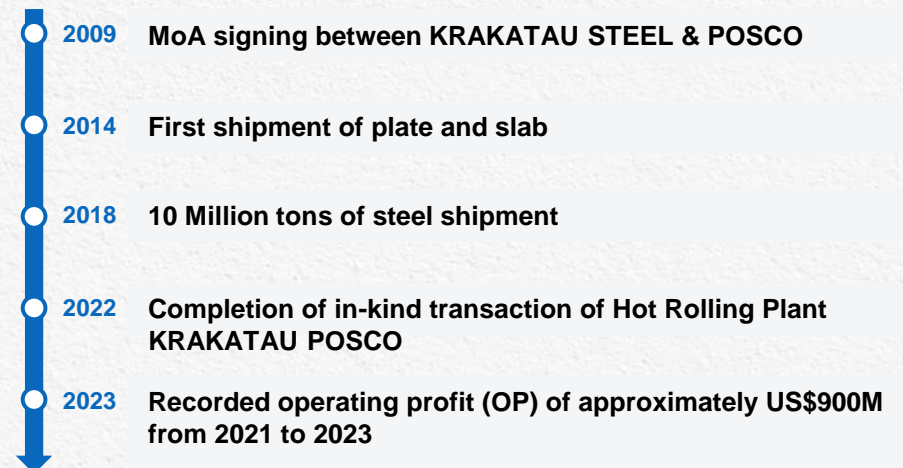 2009 MoA signing between KRAKATAU STEEL & POSCO
2014 First shipment of plate and slab
2018 10 Million tons of steel shipment
2022 Completion of in-kind transaction of Hot Rolling Plant
KRAKATAU POSCO
2023 Recorded operating profit (OP) of approximately US$900M
from 2021 to 2023